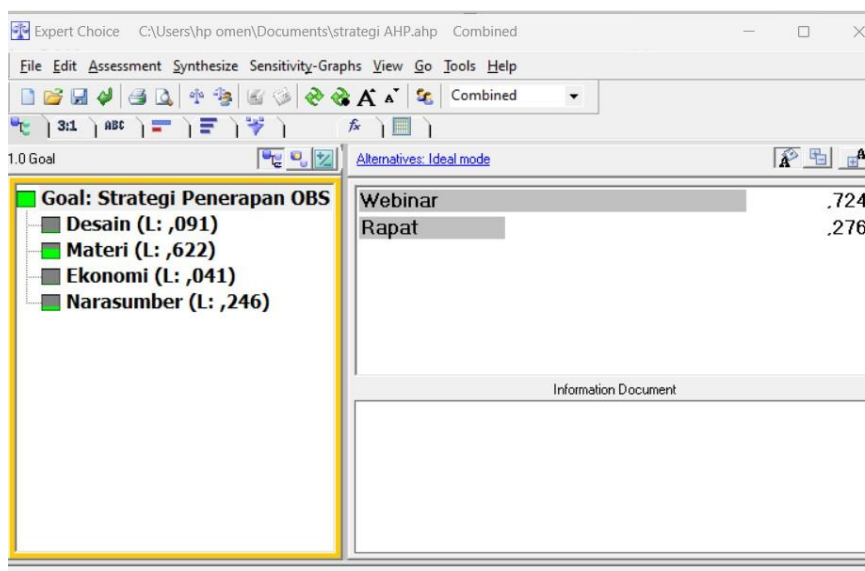 Expert Choice C:\Users\hp omen\Documents\strategi AHP.ahp Combined
File Edit Assessment Synthesize Sensitivity-Graphs View Go Tools Help
Combined
3:1 ABC
1.0 Goal
Alternatives: Ideal mode
Goal: Strategi Penerapan OBS
Desain (L: ,091)
Materi (L: ,622)
Ekonomi (L: ,041)
Narasumber (L: ,246)
Webinar ,724
Rapat ,276
Information Document